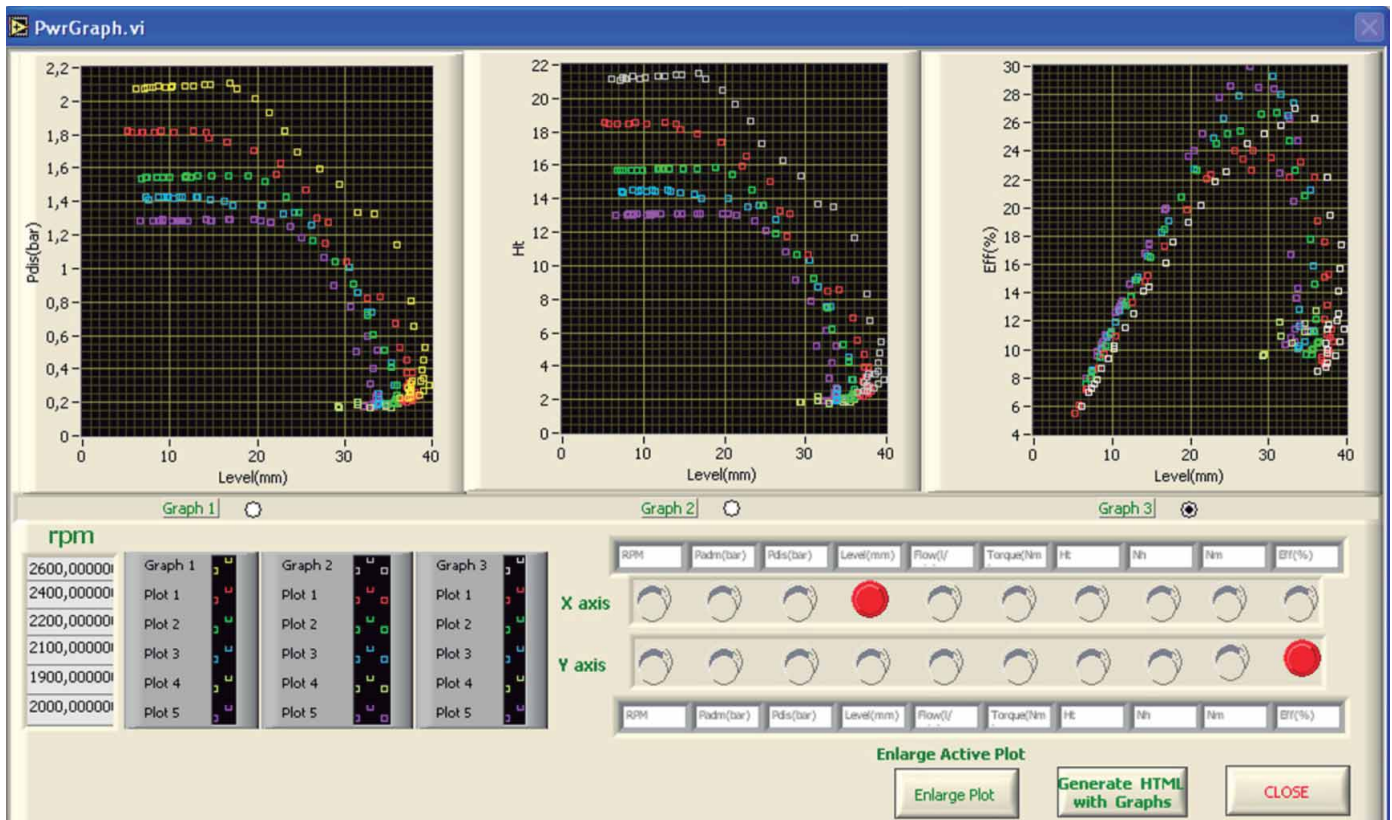 PwrGraph.vi
2,2
2
1,8
1,6
1,4
1,2
1
0,8
0,6
0,4
0,2
0
Pdis(bar)
0 10 20 30 40
Level(mm)
22
20
18
16
14
12
10
8
6
4
2
0
Ht
0 10 20 30 40
Level(mm)
30
28
26
24
22
20
18
16
14
12
10
8
6
4
Eff(%)
0 10 20 30 40
Level(mm)
Graph 1 Graph 2 Graph 3
rpm
2600,000000
2400,000000
2200,000000
2100,000000
1900,000000
2000,000000
Graph 1
Plot 1
Plot 2
Plot 3
Plot 4
Plot 5
Graph 2
Plot 1
Plot 2
Plot 3
Plot 4
Plot 5
Graph 3
Plot 1
Plot 2
Plot 3
Plot 4
Plot 5
RPM Padm(bar) Pdis(bar) Level(mm) Flow(l/ Torque(Nm Ht Nh Nm Eff(%)
X axis
Y axis
RPM Padm(bar) Pdis(bar) Level(mm) Flow(l/ Torque(Nm Ht Nh Nm Eff(%)
Enlarge Active Plot
Enlarge Plot
Generate HTML
with Graphs
CLOSE